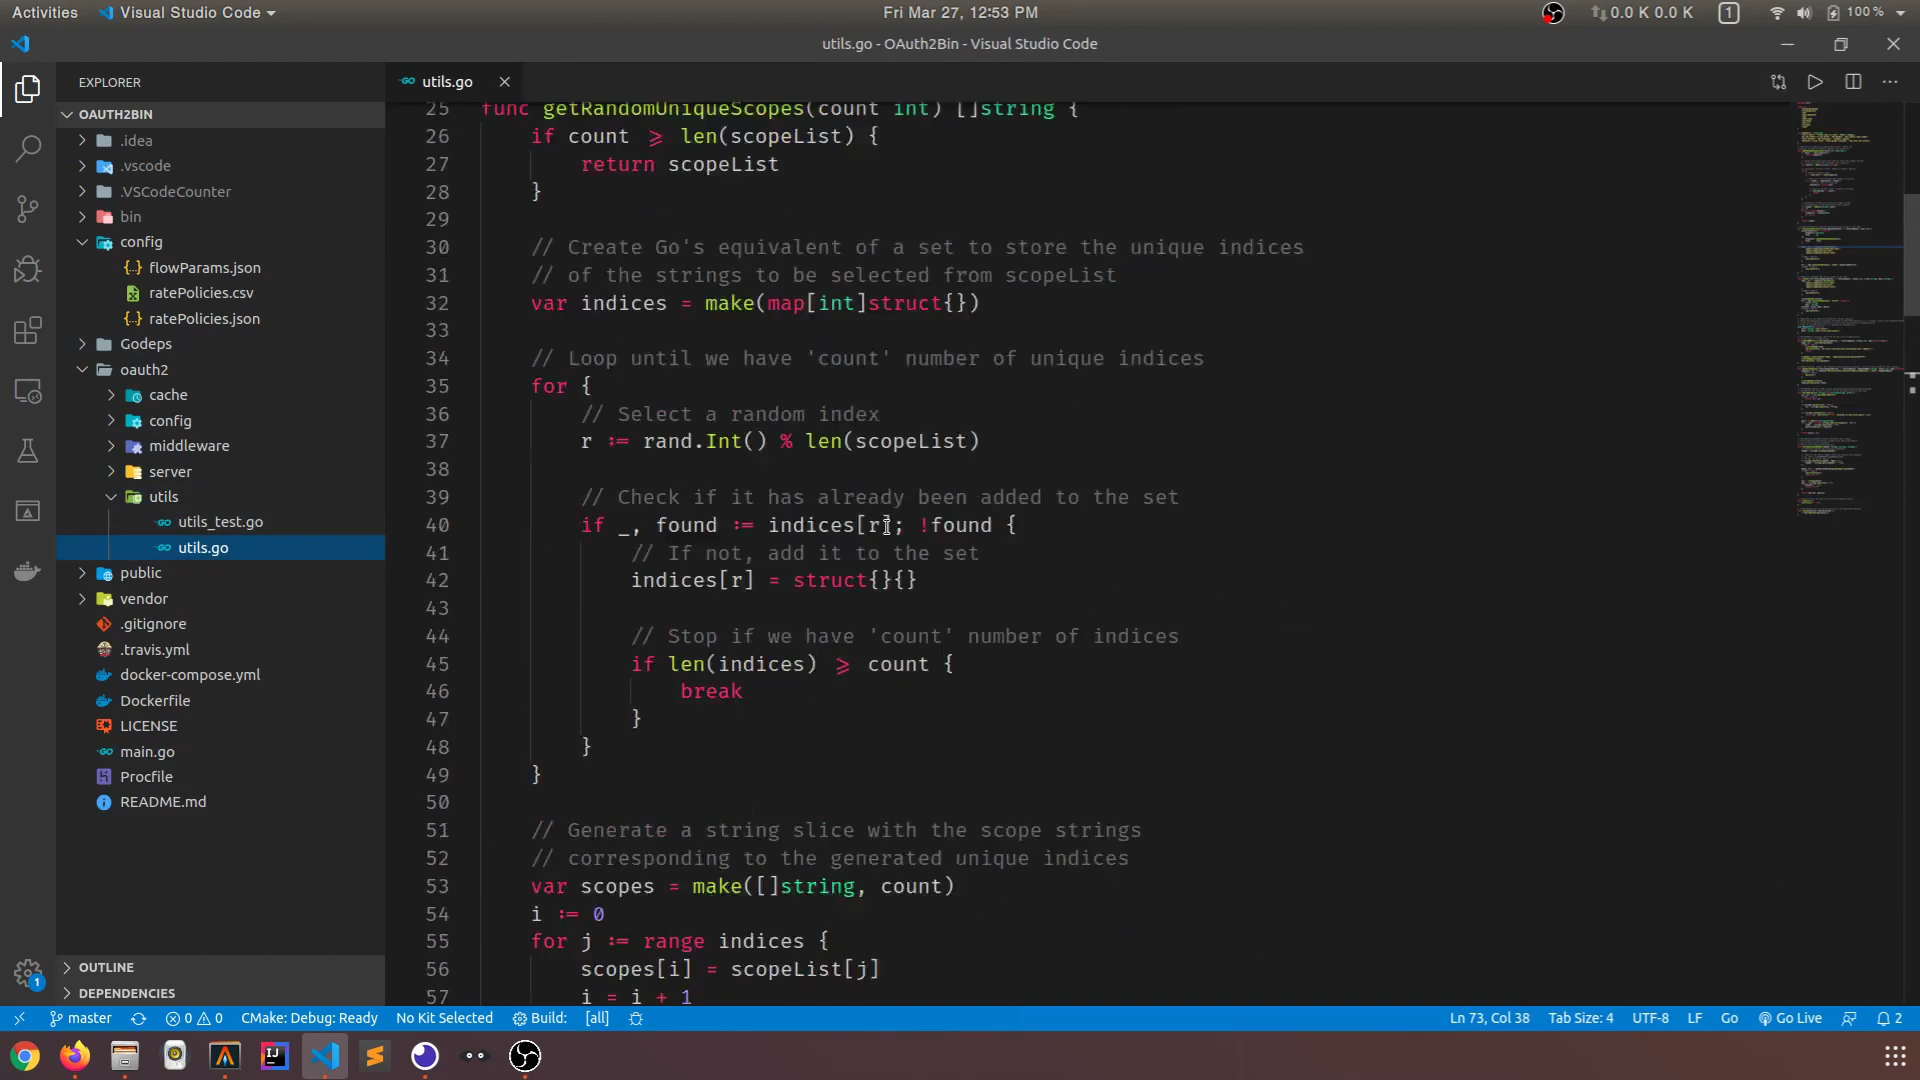 Activities
Visual Studio Code
Fri Mar 27, 12:53 PM
0.0 K 0.0 K
1
100 %
utils.go - OAuth2Bin - Visual Studio Code
EXPLORER
utils.go
OAUTH2BIN
.idea
.vscode
.VSCodeCounter
bin
config
flowParams.json
ratePolicies.csv
ratePolicies.json
Godeps
oauth2
cache
config
middleware
server
utils
utils_test.go
utils.go
public
vendor
.gitignore
.travis.yml
docker-compose.yml
Dockerfile
LICENSE
main.go
Procfile
README.md
OUTLINE
DEPENDENCIES
25 func getRandomUniqueScopes(count int) []string {
26 if count >= len(scopeList) {
27 return scopeList
28 }
29
30 // Create Go's equivalent of a set to store the unique indices
31 // of the strings to be selected from scopeList
32 var indices = make(map[int]struct{})
33
34 // Loop until we have 'count' number of unique indices
35 for {
36 // Select a random index
37 r := rand.Int() % len(scopeList)
38
39 // Check if it has already been added to the set
40 if _, found := indices[r]; !found {
41 // If not, add it to the set
42 indices[r] = struct{}{}
43
44 // Stop if we have 'count' number of indices
45 if len(indices) >= count {
46 break
47 }
48 }
49 }
50
51 // Generate a string slice with the scope strings
52 // corresponding to the generated unique indices
53 var scopes = make([]string, count)
54 i := 0
55 for j := range indices {
56 scopes[i] = scopeList[j]
57 i = i + 1
1
master
0
0
CMake: Debug: Ready
No Kit Selected
Build:
[all]
Ln 73, Col 38
Tab Size: 4
UTF-8
LF
Go
Go Live
2